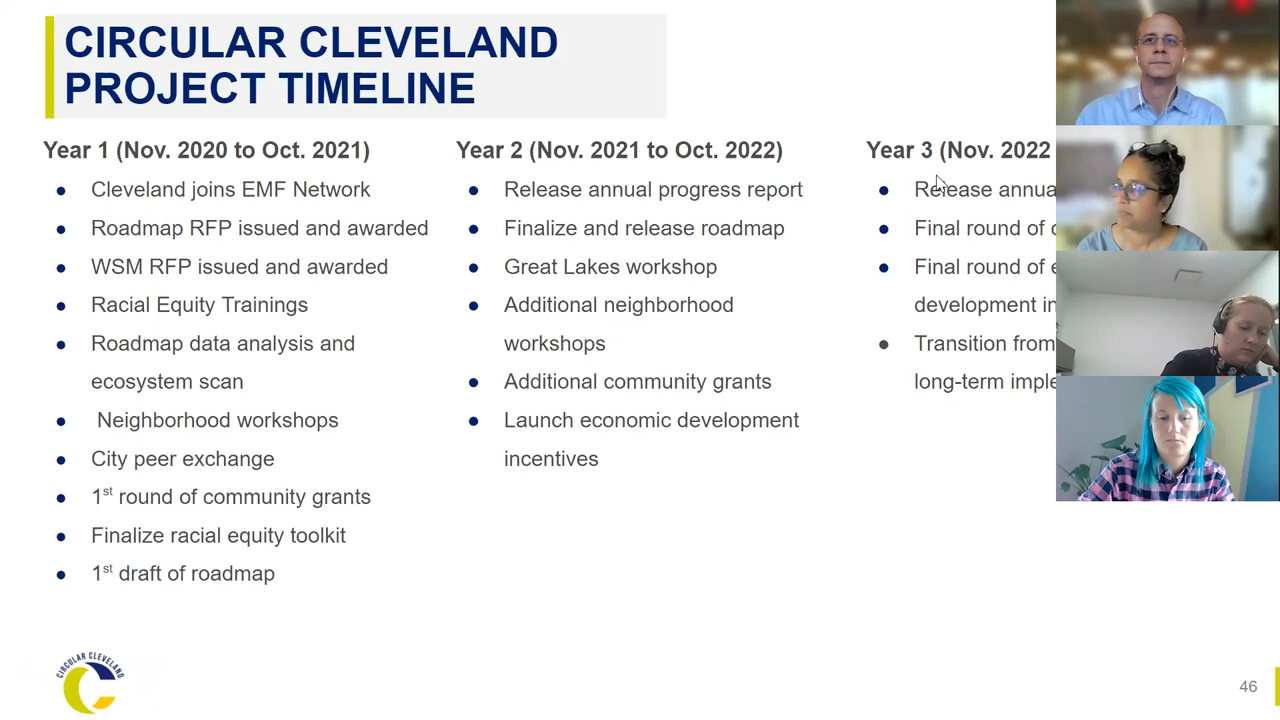 CIRCULAR CLEVELAND
PROJECT TIMELINE
Year 1 (Nov. 2020 to Oct. 2021)
● Cleveland joins EMF Network
● Roadmap RFP issued and awarded
● WSM RFP issued and awarded
● Racial Equity Trainings
● Roadmap data analysis and
ecosystem scan
● Neighborhood workshops
● City peer exchange
● 1st round of community grants
● Finalize racial equity toolkit
● 1st draft of roadmap
Year 2 (Nov. 2021 to Oct. 2022)
● Release annual progress report
● Finalize and release roadmap
● Great Lakes workshop
● Additional neighborhood
workshops
● Additional community grants
● Launch economic development
incentives
Year 3 (Nov. 2022
● Release annua
● Final round of
● Final round of
development in
● Transition from
long-term imple
CIRCULAR CLEVELAND
46